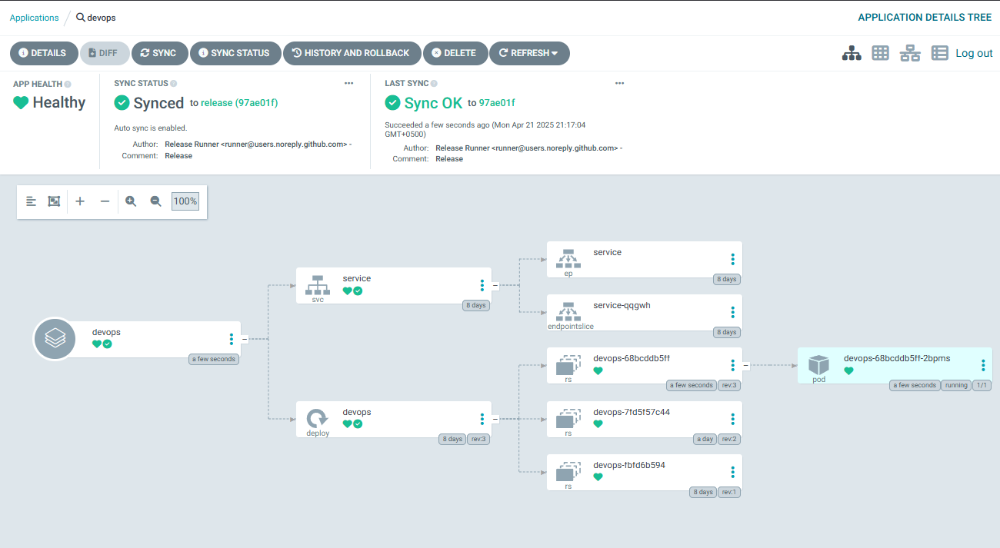 Applications / devops
APPLICATION DETAILS TREE
DETAILS
DIFF
SYNC
SYNC STATUS
HISTORY AND ROLLBACK
DELETE
REFRESH
Log out
APP HEALTH
Healthy
SYNC STATUS
Synced to release (97ae01f)
Auto sync is enabled.
Author: Release Runner <runner@users.noreply.github.com> -
Comment: Release
LAST SYNC
Sync OK to 97ae01f
Succeeded a few seconds ago (Mon Apr 21 2025 21:17:04
GMT+0500)
Author: Release Runner <runner@users.noreply.github.com> -
Comment: Release
100%
devops
a few seconds
service
svc
8 days
devops
deploy
8 days
rev:3
service
ep
8 days
service-qqgwh
endpointslice
8 days
devops-68bcddb5ff
rs
a few seconds
rev:3
devops-7fd5f57c44
rs
a day
rev:2
devops-fbfd6b594
rs
8 days
rev:1
devops-68bcddb5ff-2bpms
pod
a few seconds
running
1/1